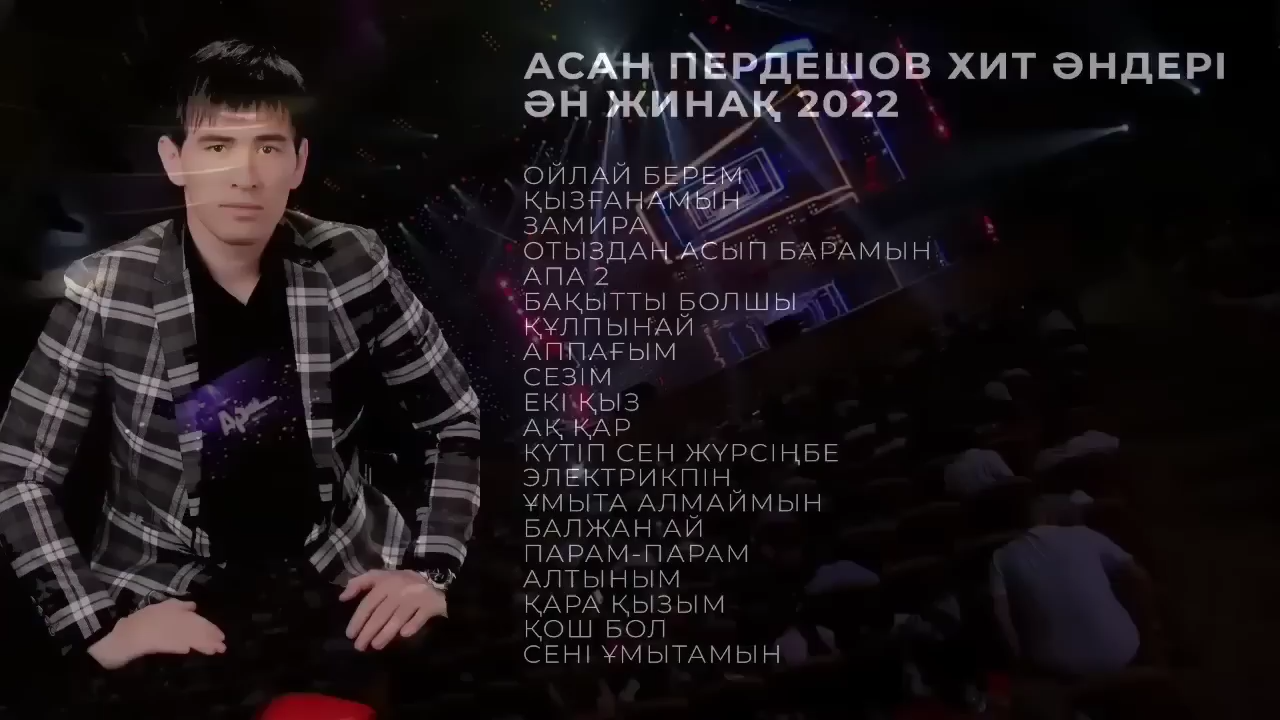 АСАН ПЕРДЕШОВ ХИТ ӘНДЕРІ
ӘН ЖИНАҚ 2022
ОЙЛАЙ БЕРЕМ
ҚЫЗҒАНАМЫН
ЗАМИРА
ОТЫЗДАН АСЫП БАРАМЫН
АПА 2
БАҚЫТТЫ БОЛШЫ
ҚҰЛПЫНАЙ
АППАҒЫМ
СЕЗІМ
ЕКІ ҚЫЗ
АҚ ҚАР
КҮТІП СЕН ЖҮРСІҢБЕ
ЭЛЕКТРИКПІН
ҰМЫТА АЛМАЙМЫН
БАЛЖАН АЙ
ПАРАМ-ПАРАМ
АЛТЫНЫМ
ҚАРА ҚЫЗЫМ
ҚОШ БОЛ
СЕНІ ҰМЫТАМЫН